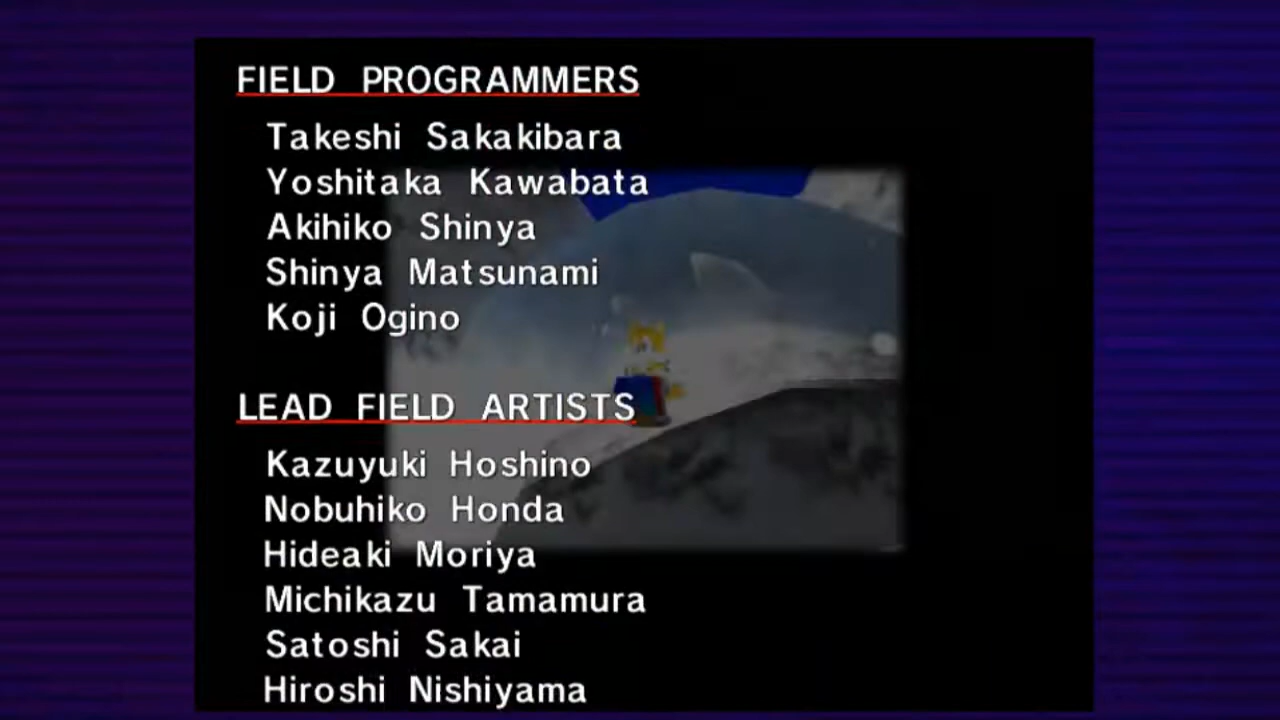 FIELD PROGRAMMERS
Takeshi Sakakibara
Yoshitaka Kawabata
Akihiko Shinya
Shinya Matsunami
Koji Ogino
LEAD FIELD ARTISTS
Kazuyuki Hoshino
Nobuhiko Honda
Hideaki Moriya
Michikazu Tamamura
Satoshi Sakai
Hiroshi Nishiyama